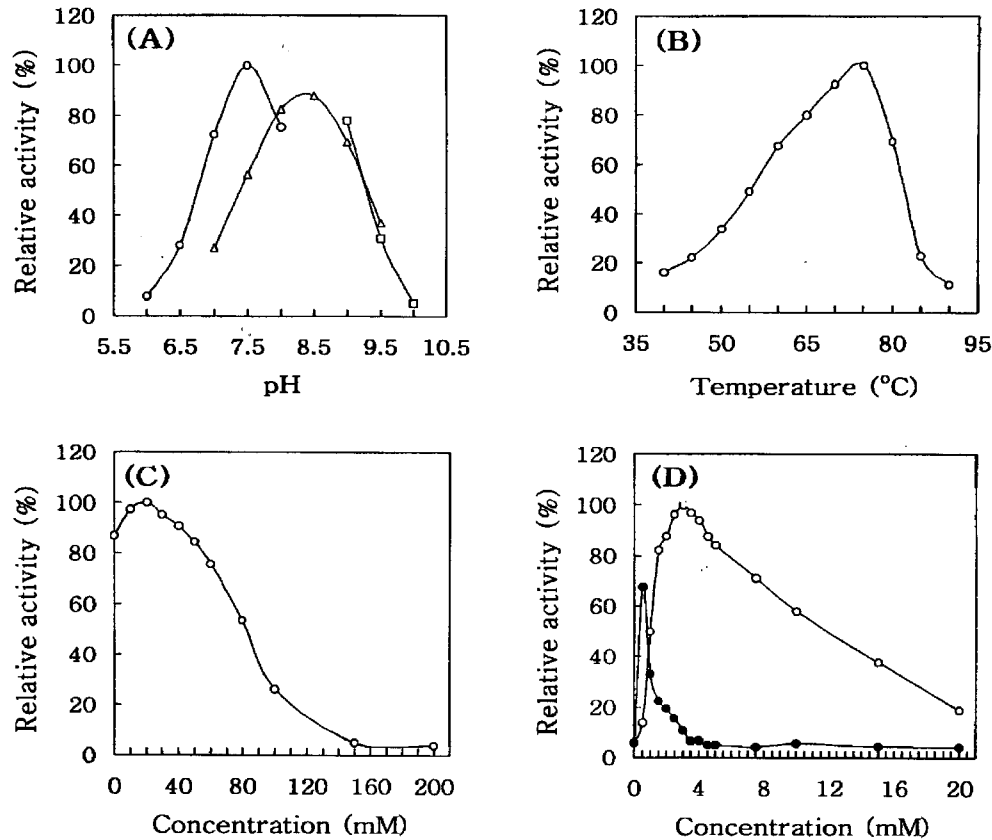 (A)
Relative activity (%)
120
100
80
60
40
20
0
5.5 6.5 7.5 8.5 9.5 10.5
pH
(B)
Relative activity (%)
120
100
80
60
40
20
0
35 50 65 80 95
Temperature (°C)
(C)
Relative activity (%)
120
100
80
60
40
20
0
0 40 80 120 160 200
Concentration (mM)
(D)
Relative activity (%)
120
100
80
60
40
20
0
0 4 8 12 16 20
Concentration (mM)